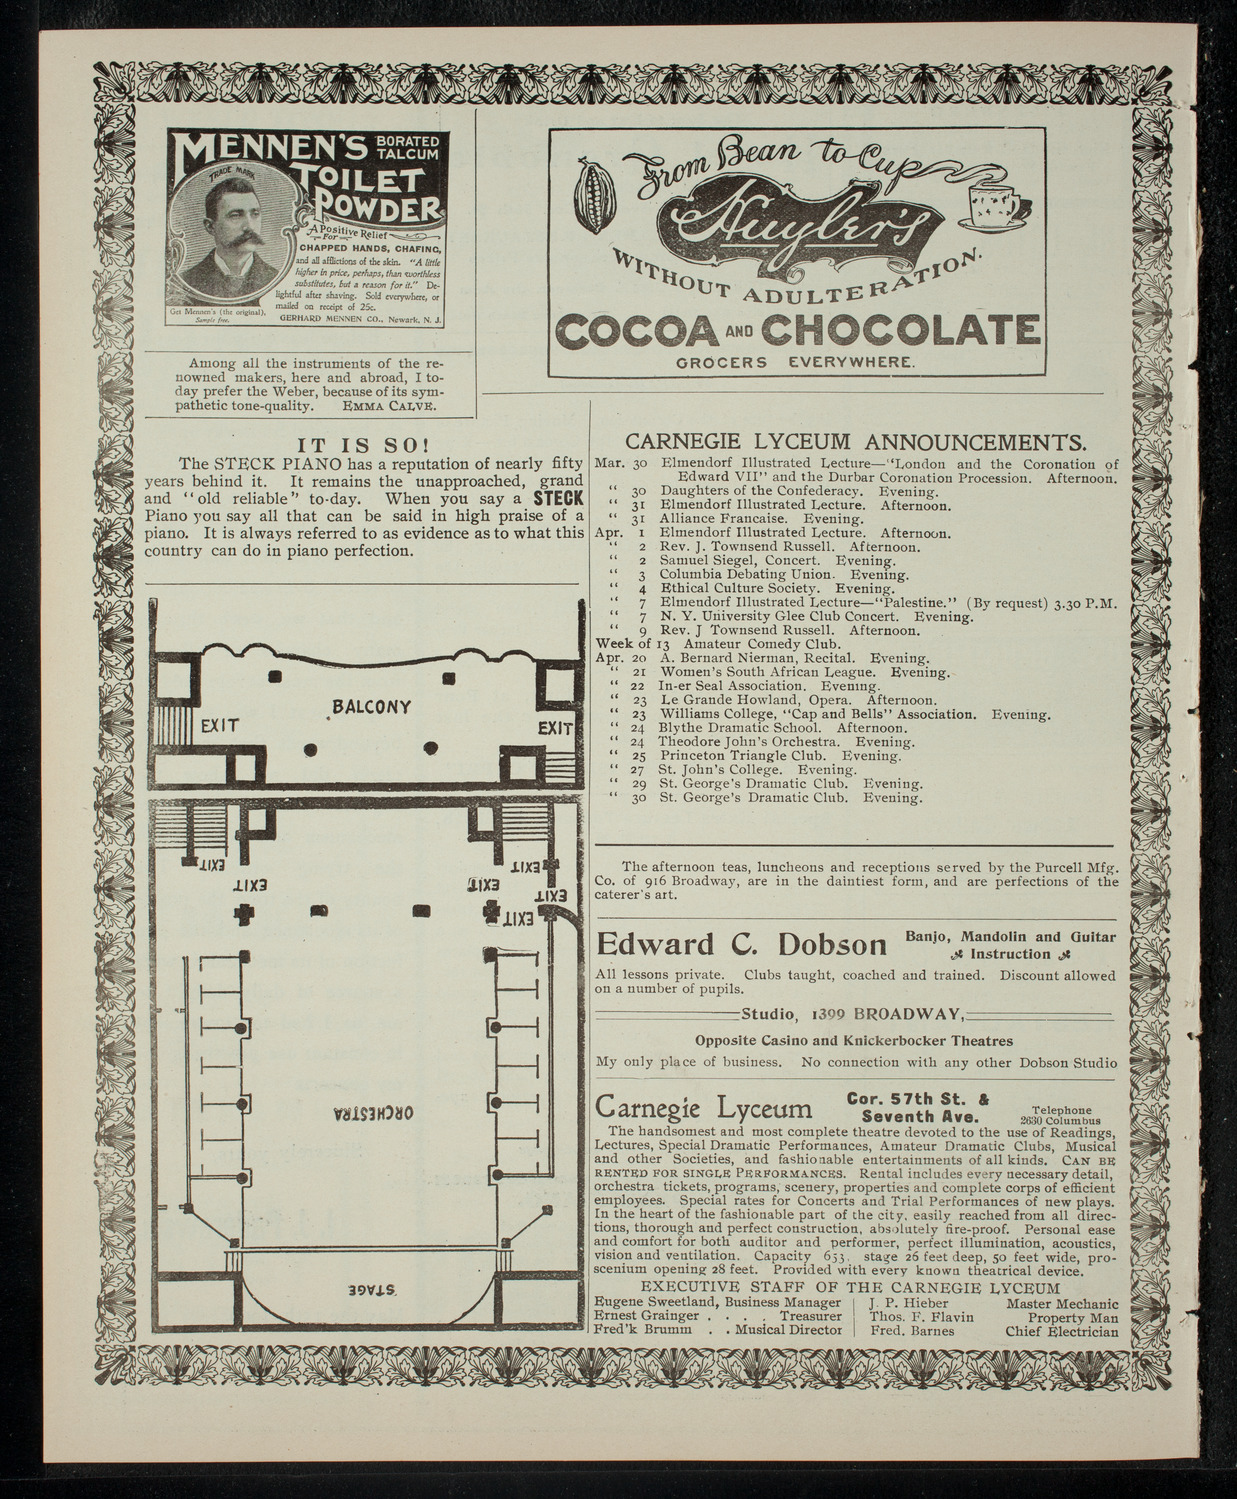 MENNEN'S BORATED TALCUM
TOILET
POWDER
TRADE MARK
A Positive Relief
For
CHAPPED HANDS, CHAFING,
and all afflictions of the skin. "A little
higher in price, perhaps, than worthless
substitutes, but a reason for it." De-
lightful after shaving. Sold everywhere, or
mailed on receipt of 25c.
GERHARD MENNEN CO., Newark, N. J.
Get Mennen's (the original),
Sample free.
From Bean to Cup
Huyler's
WITHOUT ADULTERATION.
COCOA AND CHOCOLATE
GROCERS EVERYWHERE.
Among all the instruments of the re-
nowned makers, here and abroad, I to-
day prefer the Weber, because of its sym-
pathetic tone-quality. EMMA CALVE.
IT IS SO!
The STECK PIANO has a reputation of nearly fifty
years behind it. It remains the unapproached, grand
and "old reliable" to-day. When you say a STECK
Piano you say all that can be said in high praise of a
piano. It is always referred to as evidence as to what this
country can do in piano perfection.
BALCONY
EXIT
EXIT
EXIT
EXIT
EXIT
EXIT
EXIT
EXIT
ORCHESTRA
STAGE
CARNEGIE LYCEUM ANNOUNCEMENTS.
Mar. 30 Elmendorf Illustrated Lecture—"London and the Coronation of
Edward VII" and the Durbar Coronation Procession. Afternoon.
" 30 Daughters of the Confederacy. Evening.
" 31 Elmendorf Illustrated Lecture. Afternoon.
" 31 Alliance Francaise. Evening.
Apr. 1 Elmendorf Illustrated Lecture. Afternoon.
" 2 Rev. J. Townsend Russell. Afternoon.
" 2 Samuel Siegel, Concert. Evening.
" 3 Columbia Debating Union. Evening.
" 4 Ethical Culture Society. Evening.
" 7 Elmendorf Illustrated Lecture—"Palestine." (By request) 3.30 P.M.
" 7 N. Y. University Glee Club Concert. Evening.
" 9 Rev. J Townsend Russell. Afternoon.
Week of 13 Amateur Comedy Club.
Apr. 20 A. Bernard Nierman, Recital. Evening.
" 21 Women's South African League. Evening.
" 22 In-er Seal Association. Evening.
" 23 Le Grande Howland, Opera. Afternoon.
" 23 Williams College, "Cap and Bells" Association. Evening.
" 24 Blythe Dramatic School. Afternoon.
" 24 Theodore John's Orchestra. Evening.
" 25 Princeton Triangle Club. Evening.
" 27 St. John's College. Evening.
" 29 St. George's Dramatic Club. Evening.
" 30 St. George's Dramatic Club. Evening.
The afternoon teas, luncheons and receptions served by the Purcell Mfg.
Co. of 916 Broadway, are in the daintiest form, and are perfections of the
caterer's art.
Edward C. Dobson Banjo, Mandolin and Guitar
Instruction
All lessons private. Clubs taught, coached and trained. Discount allowed
on a number of pupils.
Studio, 1399 BROADWAY,
Opposite Casino and Knickerbocker Theatres
My only place of business. No connection with any other Dobson Studio
Carnegie Lyceum Cor. 57th St. &
Seventh Ave.
Telephone
2630 Columbus
The handsomest and most complete theatre devoted to the use of Readings,
Lectures, Special Dramatic Performances, Amateur Dramatic Clubs, Musical
and other Societies, and fashionable entertainments of all kinds. CAN BE
RENTED FOR SINGLE PERFORMANCES. Rental includes every necessary detail,
orchestra tickets, programs, scenery, properties and complete corps of efficient
employees. Special rates for Concerts and Trial Performances of new plays.
In the heart of the fashionable part of the city, easily reached from all direc-
tions, thorough and perfect construction, absolutely fire-proof. Personal ease
and comfort for both auditor and performer, perfect illumination, acoustics,
vision and ventilation. Capacity 653. stage 26 feet deep, 50 feet wide, pro-
scenium opening 28 feet. Provided with every known theatrical device.
EXECUTIVE STAFF OF THE CARNEGIE LYCEUM
Eugene Sweetland, Business Manager | J. P. Hieber Master Mechanic
Ernest Grainger . . . . Treasurer | Thos. F. Flavin Property Man
Fred'k Brumm . . Musical Director | Fred. Barnes Chief Electrician